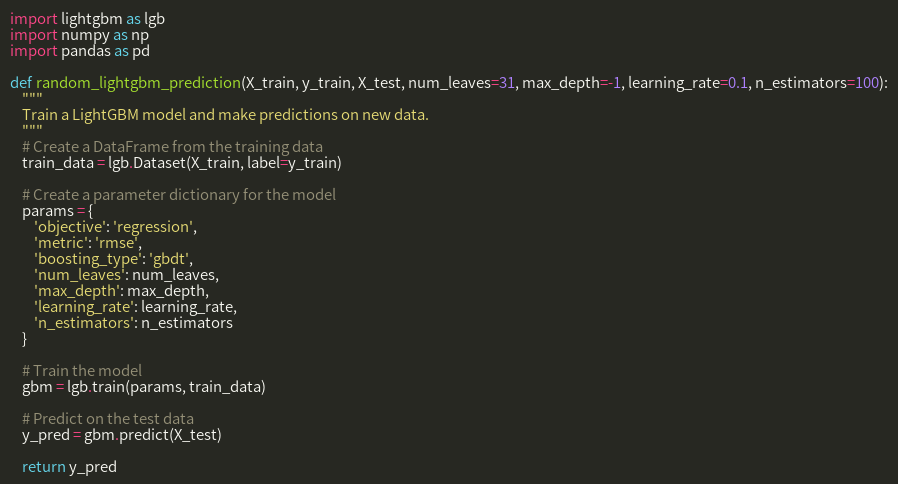 import lightgbm as lgb
import numpy as np
import pandas as pd
def random_lightgbm_prediction(X_train, y_train, X_test, num_leaves=31, max_depth=-1, learning_rate=0.1, n_estimators=100):
"""
Train a LightGBM model and make predictions on new data.
"""
# Create a DataFrame from the training data
train_data = lgb.Dataset(X_train, label=y_train)
# Create a parameter dictionary for the model
params = {
'objective': 'regression',
'metric': 'rmse',
'boosting_type': 'gbdt',
'num_leaves': num_leaves,
'max_depth': max_depth,
'learning_rate': learning_rate,
'n_estimators': n_estimators
}
# Train the model
gbm = lgb.train(params, train_data)
# Predict on the test data
y_pred = gbm.predict(X_test)
return y_pred